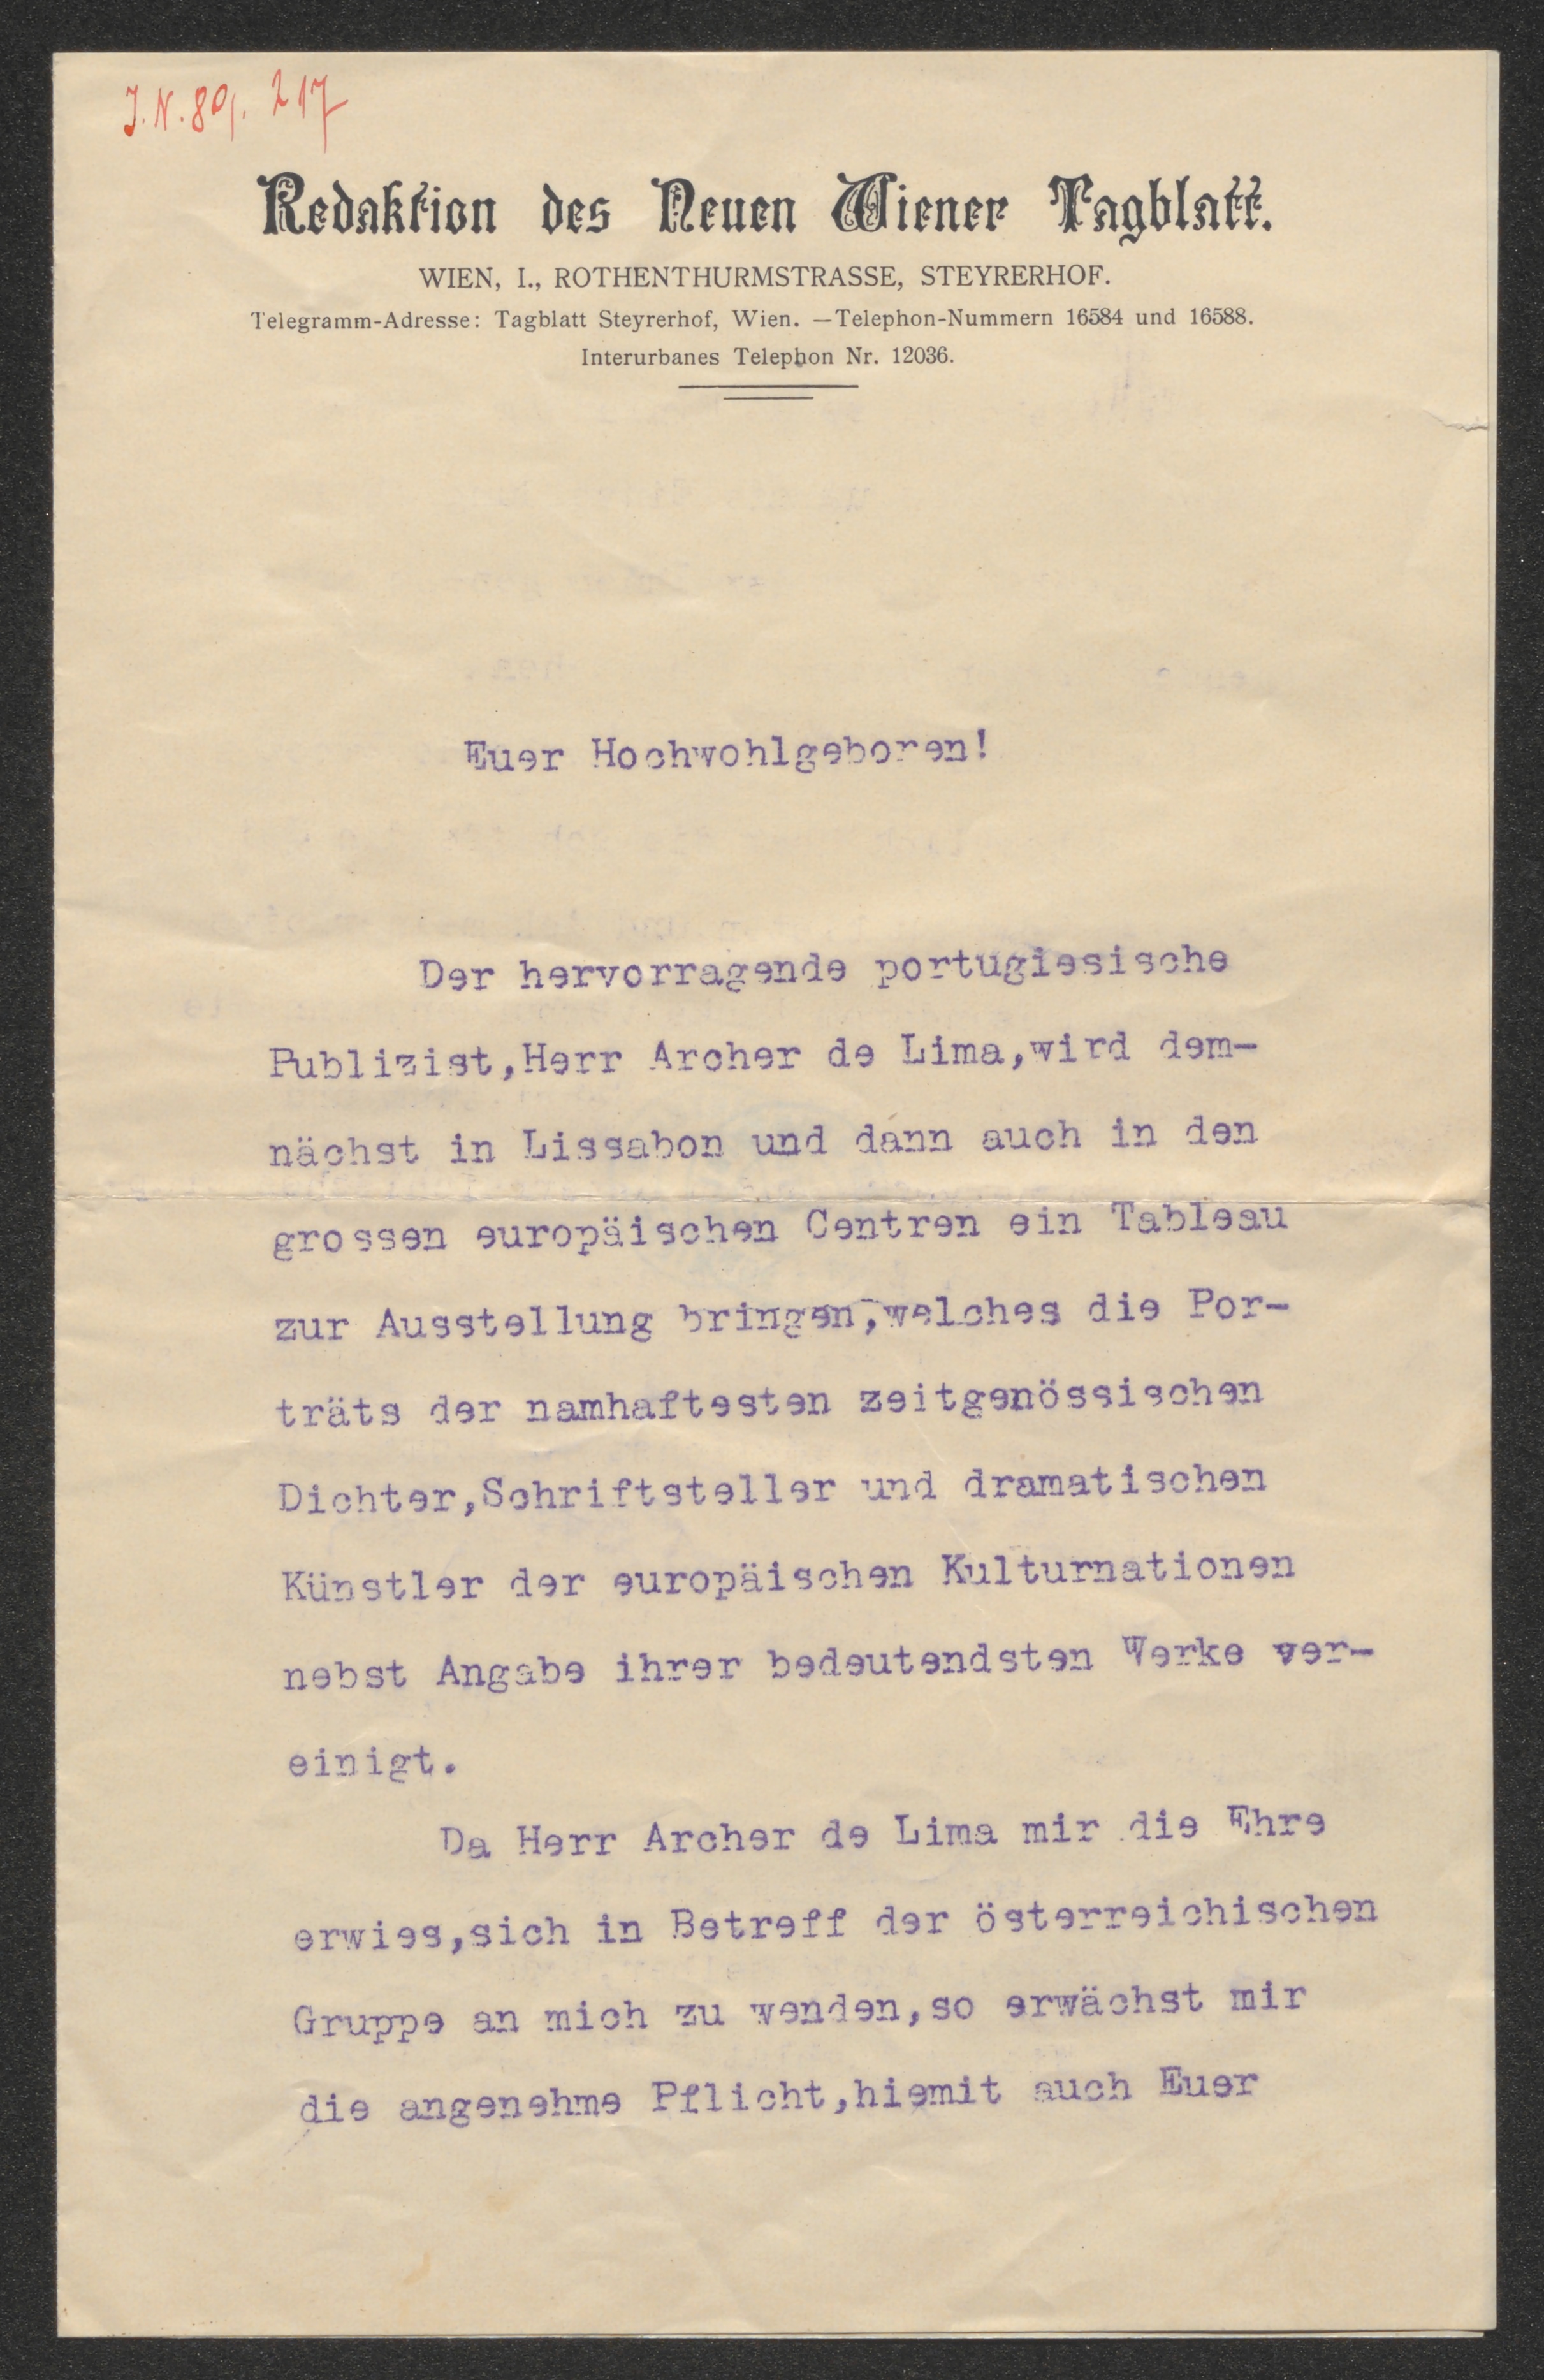 J.N. 801. 217
Redaktion des Neuen Wiener Tagblatt.
WIEN, I., ROTHENTHURMSTRASSE, STEYRERHOF.
Telegramm-Adresse: Tagblatt Steyrerhof, Wien. — Telephon-Nummern 16584 und 16588.
Interurbanes Telephon Nr. 12036.
Euer Hochwohlgeboren!
Der hervorragende portugiesische
Publizist, Herr Archer de Lima, wird dem-
nächst in Lissabon und dann auch in den
grossen europäischen Centren ein Tableau
zur Ausstellung bringen, welches die Por-
träts der namhaftesten zeitgenössischen
Dichter, Schriftsteller und dramatischen
Künstler der europäischen Kulturnationen
nebst Angabe ihrer bedeutendsten Werke ver-
einigt.
Da Herr Archer de Lima mir die Ehre
erwies, sich in Betreff der österreichischen
Gruppe an mich zu wenden, so erwächst mir
die angenehme Pflicht, hiemit auch Euer